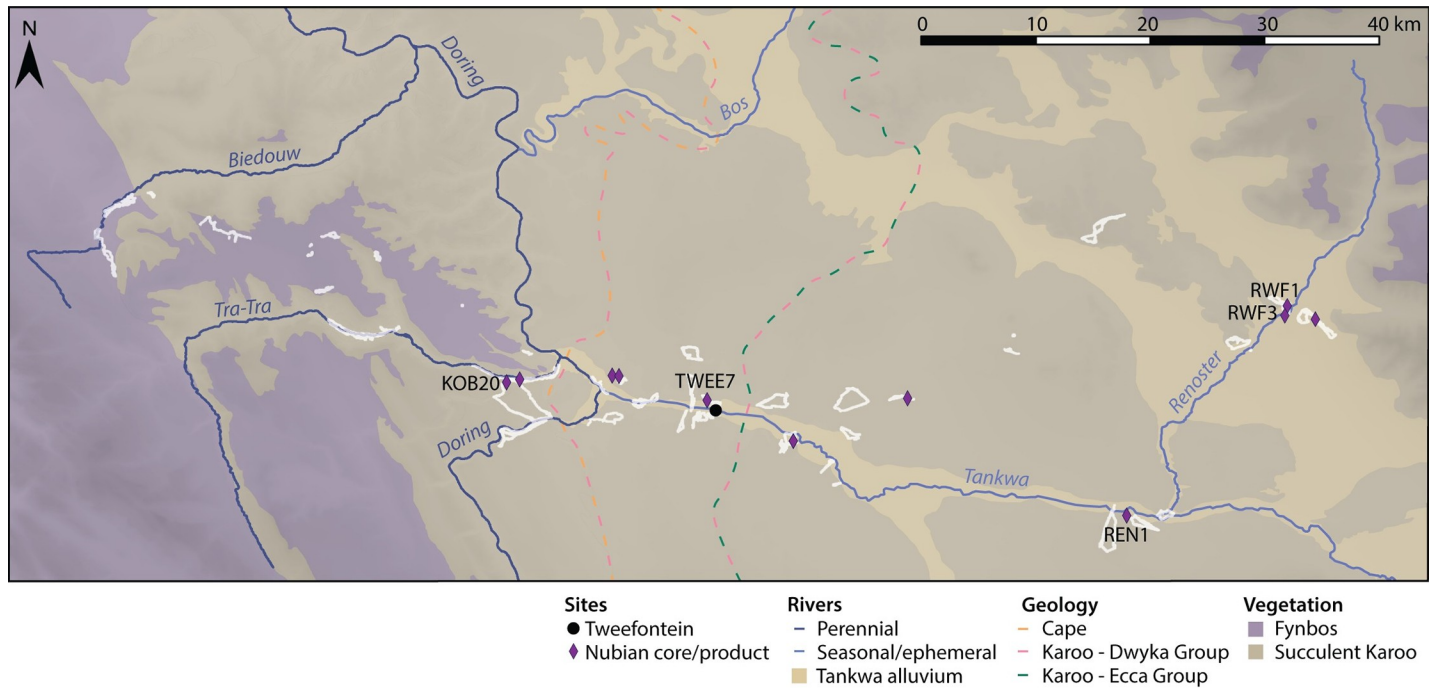 N
0 10 20 30 40 km
Doring
Bos
Biedouw
Tra-Tra
RWF1
RWF3
KOB20
TWEE7
Renoster
Doring
Tankwa
REN1
Sites
Tweefontein
Nubian core/product
Rivers
Perennial
Seasonal/ephemeral
Tankwa alluvium
Geology
Cape
Karoo - Dwyka Group
Karoo - Ecca Group
Vegetation
Fynbos
Succulent Karoo